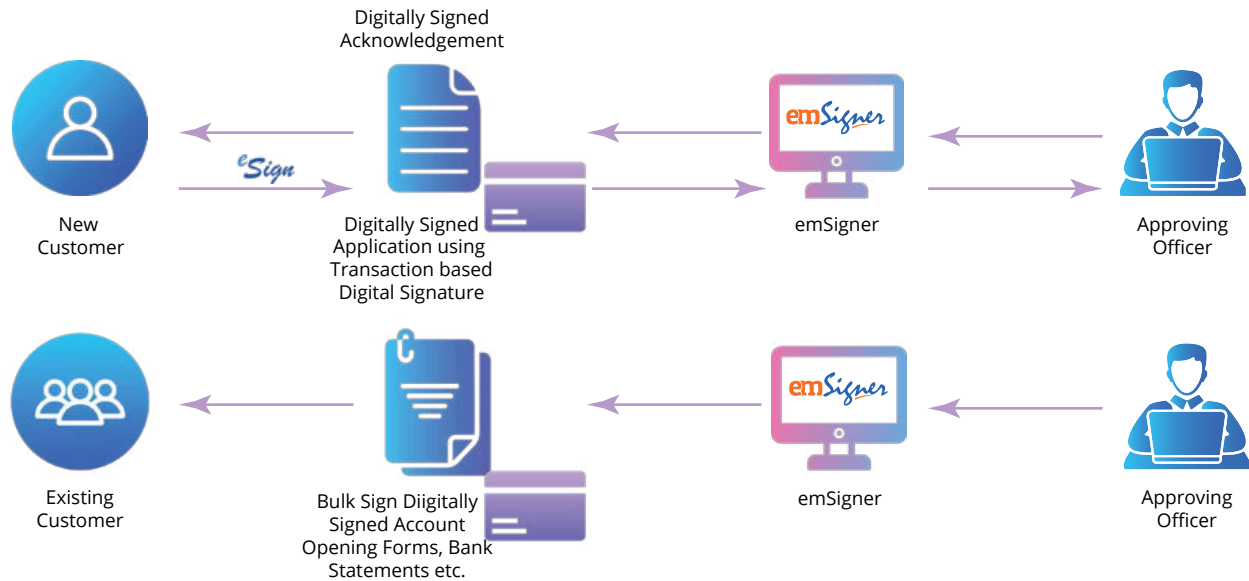 Digitally Signed
Acknowledgement
eSign
emSigner
New
Customer
Digitally Signed
Application using
Transaction based
Digital Signature
emSigner
Approving
Officer
emSigner
Existing
Customer
Bulk Sign Diigitally
Signed Account
Opening Forms, Bank
Statements etc.
emSigner
Approving
Officer